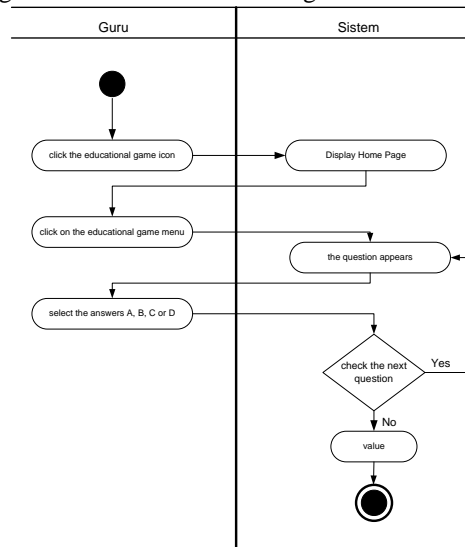 Guru
Sistem
click the educational game icon
Display Home Page
click on the educational game menu
the question appears
select the answers A, B, C or D
check the next
question
Yes
No
value